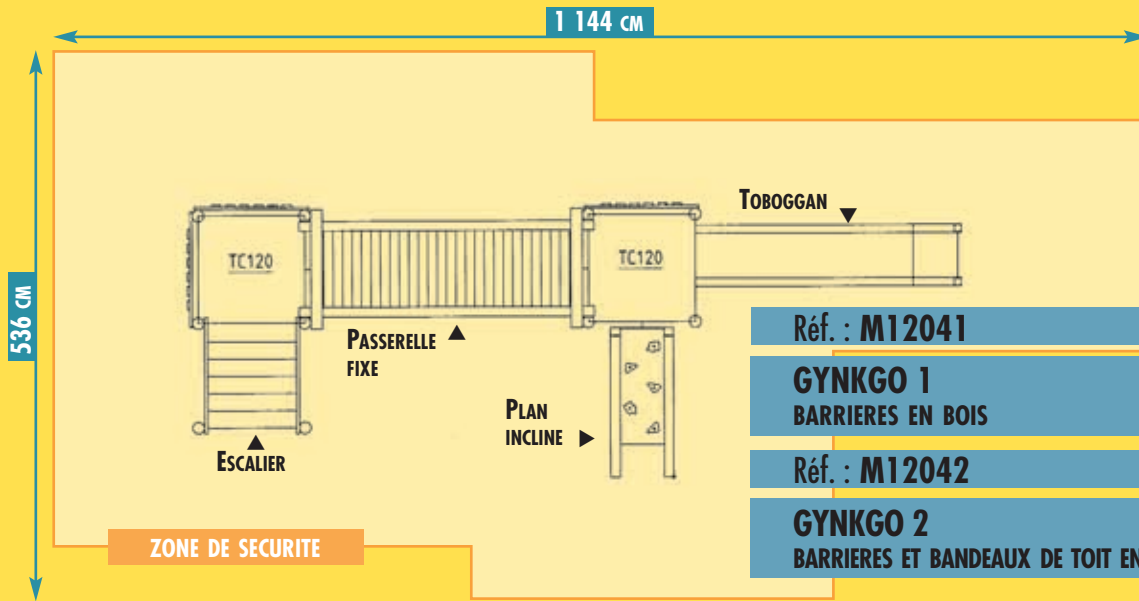 1 144 CM
536 CM
TOBOGGAN
TC120
TC120
PASSERELLE
FIXE
PLAN
INCLINE
ESCALIER
ZONE DE SECURITE
Réf. : M12041
GYNKGO 1
BARRIERES EN BOIS
Réf. : M12042
GYNKGO 2
BARRIERES ET BANDEAUX DE TOIT EN